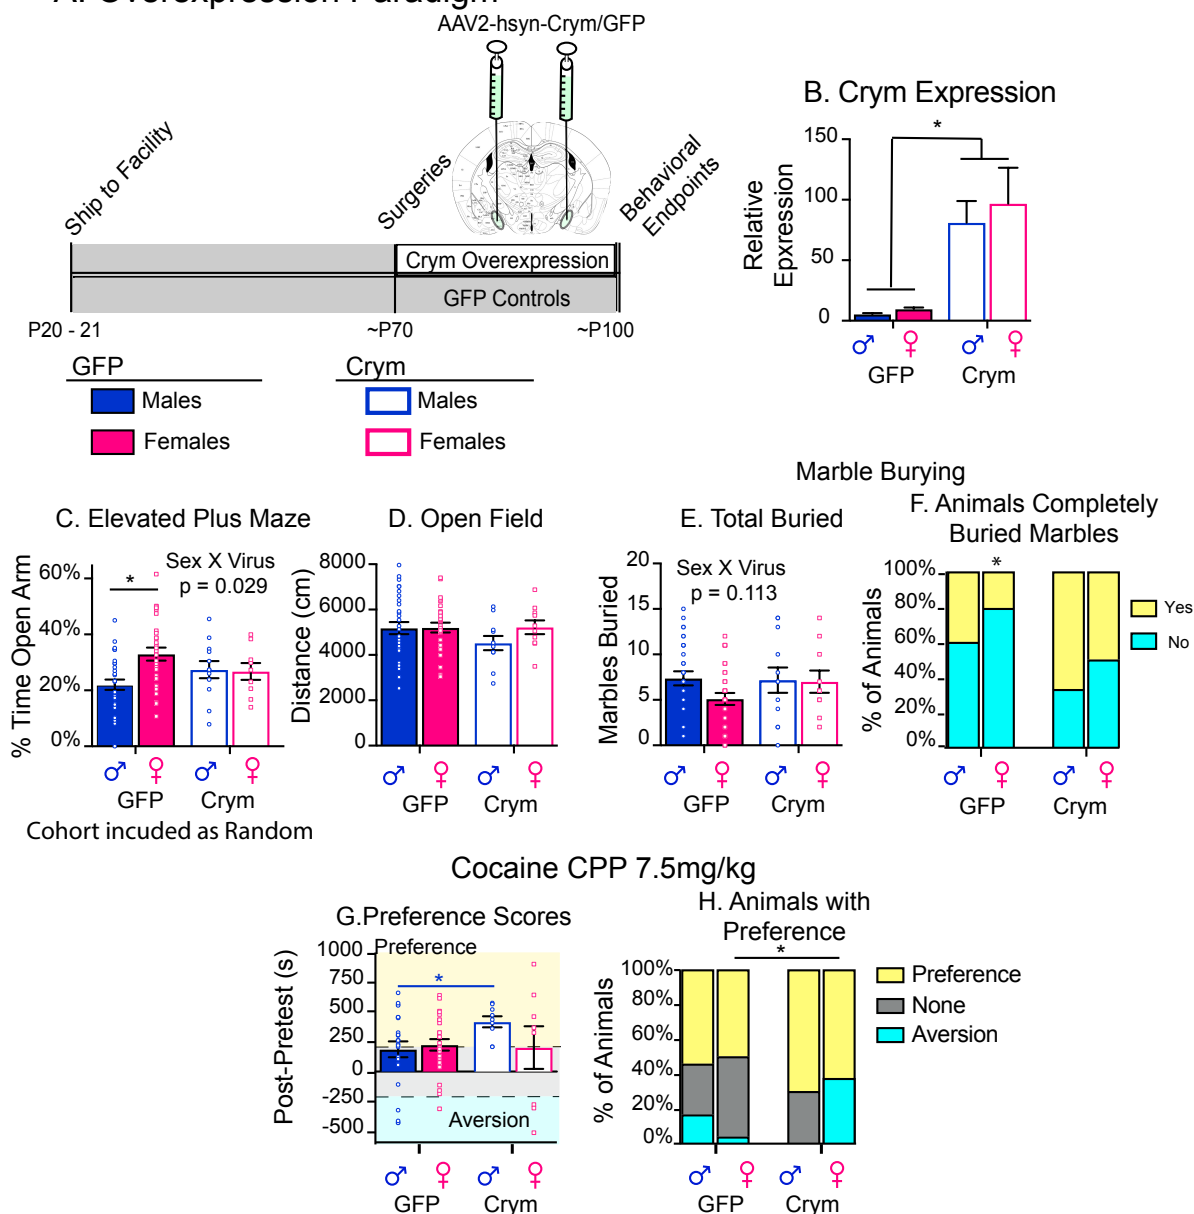 A. Overexpression Paradigm
AAV2-hsyn-Crym/GFP
Ship to Facility
Surgeries
Behavioral
Endpoints
Crym Overexpression
GFP Controls
P20 - 21
~P70
~P100
GFP
Crym
Males
Males
Females
Females
B. Crym Expression
*
Relative
Epxression
150
100
50
0
♂ ♀ ♂ ♀
GFP Crym
Marble Burying
C. Elevated Plus Maze
Sex X Virus
p = 0.029
*
% Time Open Arm
60%
40%
20%
0%
♂ ♀ ♂ ♀
GFP Crym
Cohort incuded as Random
D. Open Field
Distance (cm)
8000
6000
4000
2000
0
♂ ♀ ♂ ♀
GFP Crym
E. Total Buried
Sex X Virus
p = 0.113
Marbles Buried
20
15
10
5
0
♂ ♀ ♂ ♀
GFP Crym
F. Animals Completely
Buried Marbles
*
% of Animals
100%
80%
60%
40%
20%
0%
♂ ♀ ♂ ♀
GFP Crym
Yes
No
Cocaine CPP 7.5mg/kg
G.Preference Scores
Preference
*
Post-Pretest (s)
1000
750
500
250
0
-250
-500
Aversion
♂ ♀ ♂ ♀
GFP Crym
H. Animals with
Preference
*
% of Animals
100%
80%
60%
40%
20%
0%
♂ ♀ ♂ ♀
GFP Crym
Preference
None
Aversion